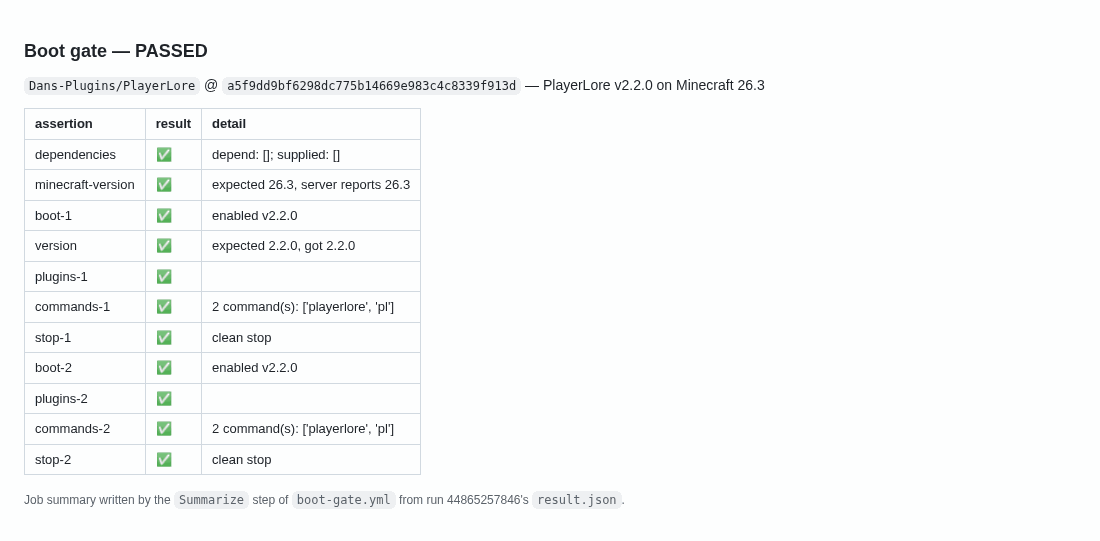 Boot gate — PASSED
Dans-Plugins/PlayerLore @ a5f9dd9bf6298dc775b14669e983c4c8339f913d — PlayerLore v2.2.0 on Minecraft 26.3
assertion result detail
dependencies ✅ depend: []; supplied: []
minecraft-version ✅ expected 26.3, server reports 26.3
boot-1 ✅ enabled v2.2.0
version ✅ expected 2.2.0, got 2.2.0
plugins-1 ✅
commands-1 ✅ 2 command(s): ['playerlore', 'pl']
stop-1 ✅ clean stop
boot-2 ✅ enabled v2.2.0
plugins-2 ✅
commands-2 ✅ 2 command(s): ['playerlore', 'pl']
stop-2 ✅ clean stop
Job summary written by the Summarize step of boot-gate.yml from run 44865257846's result.json.